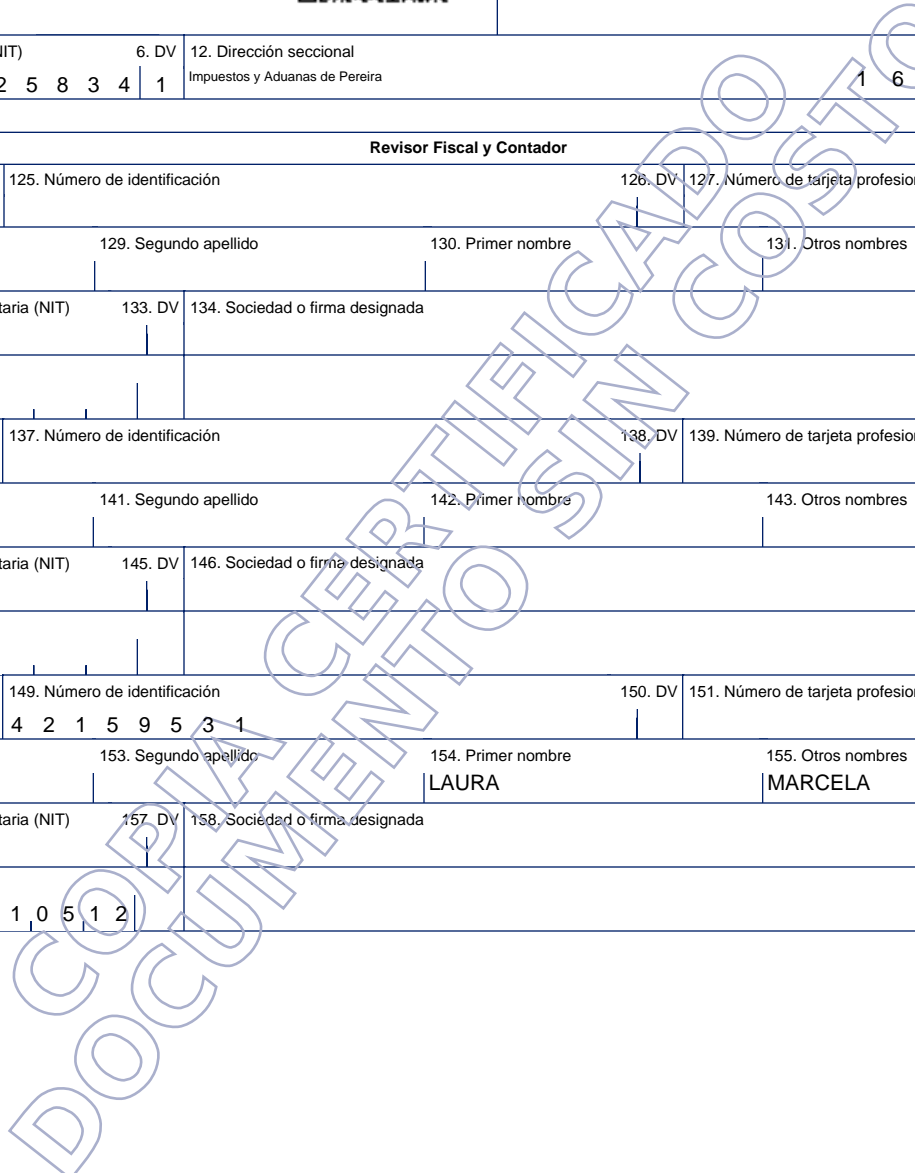 NIT) 6. DV 12. Dirección seccional
2 5 8 3 4 1 Impuestos y Aduanas de Pereira 1 6
Revisor Fiscal y Contador
125. Número de identificación 126. DV 127. Número de tarjeta profesion
129. Segundo apellido 130. Primer nombre 131. Otros nombres
taria (NIT) 133. DV 134. Sociedad o firma designada
137. Número de identificación 138. DV 139. Número de tarjeta profesion
141. Segundo apellido 142. Primer nombre 143. Otros nombres
taria (NIT) 145. DV 146. Sociedad o firma designada
149. Número de identificación 150. DV 151. Número de tarjeta profesion
4 2 1 5 9 5 3 1
153. Segundo apellido 154. Primer nombre 155. Otros nombres
LAURA MARCELA
taria (NIT) 157. DV 158. Sociedad o firma designada
1 0 5 1 2
COPIA CERTIFICADO
DOCUMENTO SIN COSTO